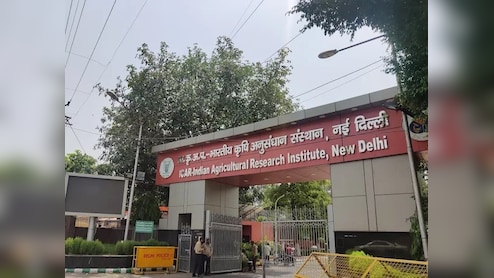 कृ.अ.प.-भारतीय कृषि अनुसंधान संस्थान, नई दिल्ली
ICAR-Indian Agricultural Research Institute, New Delhi